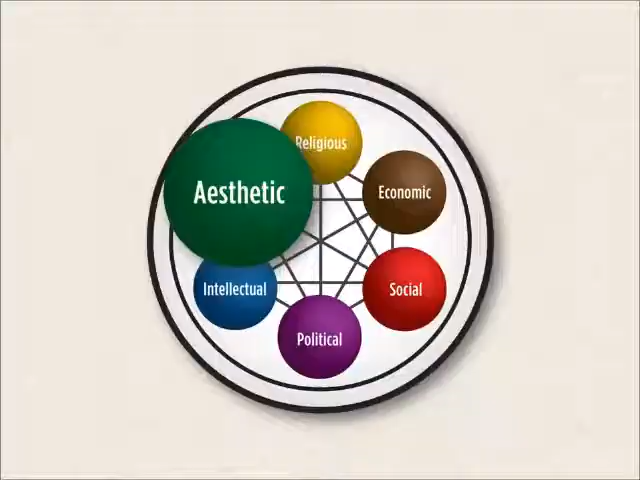 Religious
Aesthetic
Economic
Intellectual
Social
Political